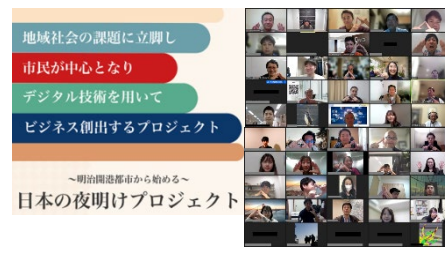 地域社会の課題に立脚し
市民が中心となり
デジタル技術を用いて
ビジネス創出するプロジェクト
～明治開港都市から始める～
日本の夜明けプロジェクト